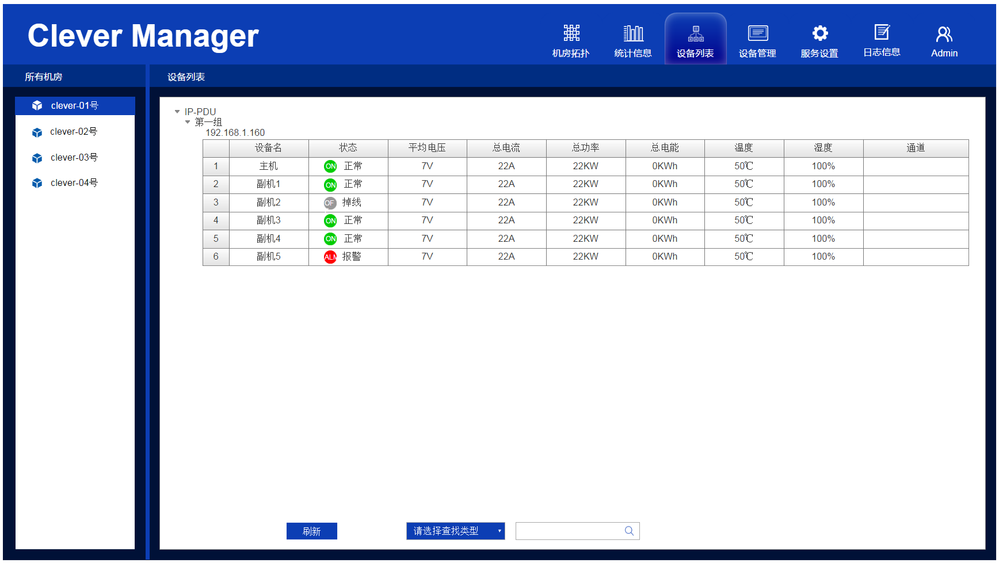 Clever Manager
机房拓扑 统计信息 设备列表 设备管理 服务设置 日志信息 Admin
所有机房 设备列表
clever-01号
clever-02号
clever-03号
clever-04号
IP-PDU
第一组
192.168.1.160
设备名 状态 平均电压 总电流 总功率 总电能 温度 湿度 通道
1 主机 ON 正常 7V 22A 22KW 0KWh 50℃ 100%
2 副机1 ON 正常 7V 22A 22KW 0KWh 50℃ 100%
3 副机2 OF 掉线 7V 22A 22KW 0KWh 50℃ 100%
4 副机3 ON 正常 7V 22A 22KW 0KWh 50℃ 100%
5 副机4 ON 正常 7V 22A 22KW 0KWh 50℃ 100%
6 副机5 ALM 报警 7V 22A 22KW 0KWh 50℃ 100%
刷新 请选择查找类型